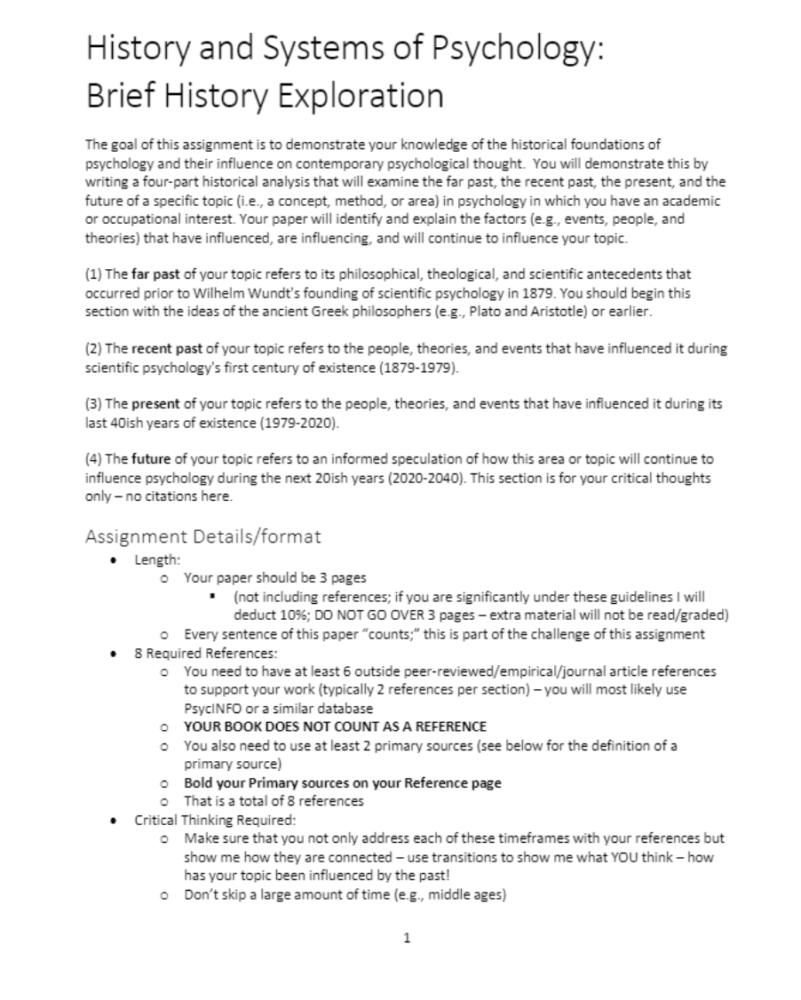 History and Systems of Psychology:
Brief History Exploration
The goal of this assignment is to demonstrate your knowledge of the historical foundations of
psychology and their influence on contemporary psychological thought.  You will demonstrate this by
writing a four-part historical analysis that will examine the far past, the recent past, the present, and the
future of a specific topic (i.e., a concept, method, or area) in psychology in which you have an academic
or occupational interest. Your paper will identify and explain the factors (e.g., events, people, and
theories) that have influenced, are influencing, and will continue to influence your topic.
(1) The far past of your topic refers to its philosophical, theological, and scientific antecedents that
occurred prior to Wilhelm Wundt's founding of scientific psychology in 1879. You should begin this
section with the ideas of the ancient Greek philosophers (e.g., Plato and Aristotle) or earlier.
(2) The recent past of your topic refers to the people, theories, and events that have influenced it during
scientific psychology's first century of existence (1879-1979).
(3) The present of your topic refers to the people, theories, and events that have influenced it during its
last 40ish years of existence (1979-2020).
(4) The future of your topic refers to an informed speculation of how this area or topic will continue to
influence psychology during the next 20ish years (2020-2040). This section is for your critical thoughts
only – no citations here.
Assignment Details/format
• Length:
o Your paper should be 3 pages
▪ (not including references; if you are significantly under these guidelines I will
deduct 10%; DO NOT GO OVER 3 pages – extra material will not be read/graded)
o Every sentence of this paper “counts;” this is part of the challenge of this assignment
• 8 Required References:
o You need to have at least 6 outside peer-reviewed/empirical/journal article references
to support your work (typically 2 references per section) – you will most likely use
PsycINFO or a similar database
o YOUR BOOK DOES NOT COUNT AS A REFERENCE
o You also need to use at least 2 primary sources (see below for the definition of a
primary source)
o Bold your Primary sources on your Reference page
o That is a total of 8 references
• Critical Thinking Required:
o Make sure that you not only address each of these timeframes with your references but
show me how they are connected – use transitions to show me what YOU think – how
has your topic been influenced by the past!
o Don’t skip a large amount of time (e.g., middle ages)
1